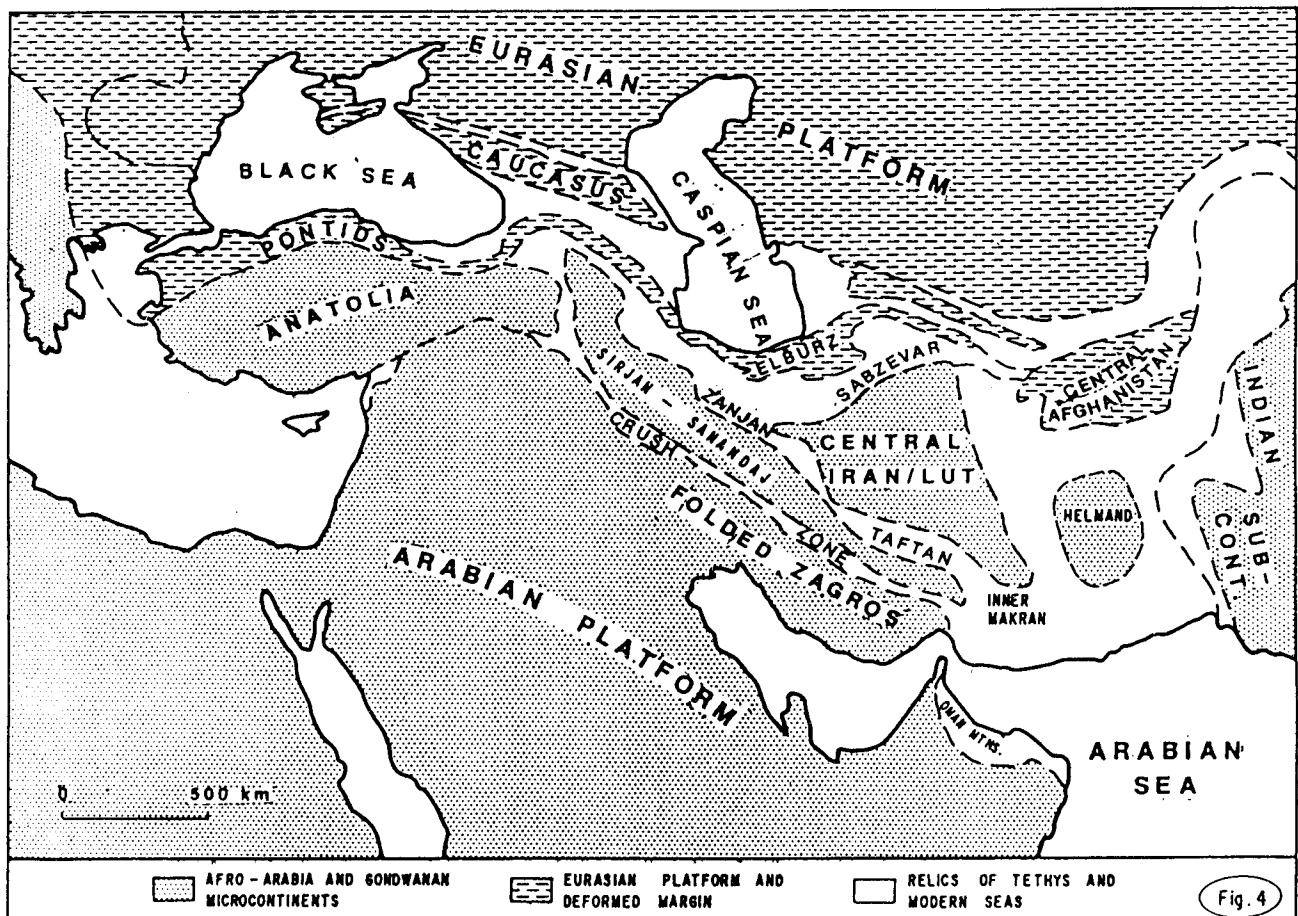 EURASIAN
PLATFORM
BLACK SEA
CAUCASUS
CASPIAN SEA
PONTIDS
ANATOLIA
ELBURZ
SABZEVAR
CENTRAL
AFGHANISTAN
INDIAN
SUB-
CONT.
SIRJAN - SANANDAJ
ZANJAN
CRUSH
ZONE
CENTRAL
IRAN/LUT
HELMAND
TAFTAN
FOLDED ZAGROS
INNER
MAKRAN
ARABIAN PLATFORM
OMAN MTNS.
ARABIAN
SEA
0 500 km
AFRO-ARABIA AND GONDWANAN
MICROCONTINENTS
EURASIAN PLATFORM AND
DEFORMED MARGIN
RELICS OF TETHYS AND
MODERN SEAS
Fig. 4